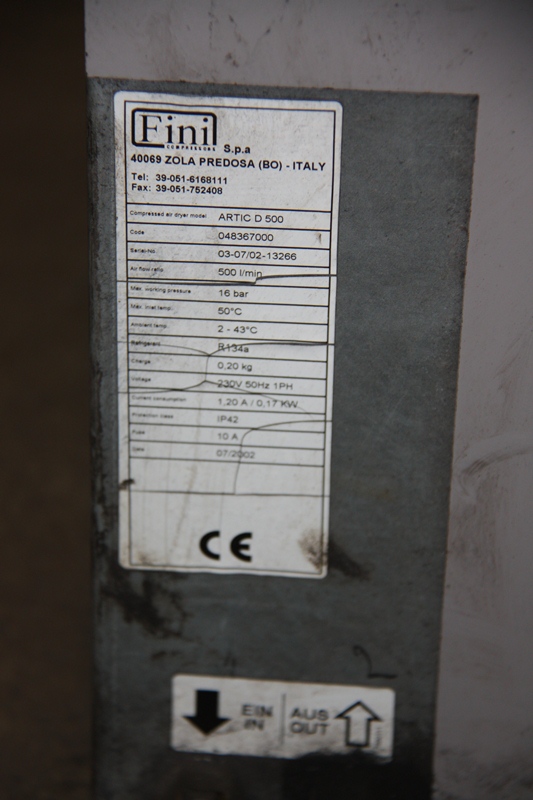 Fini
COMPRESSORS
S.p.a
40069 ZOLA PREDOSA (BO) - ITALY
Tel: 39-051-6168111
Fax: 39-051-752408
Compressed air dryer model ARTIC D 500
Code 048367000
Serial-No. 03-07/02-13266
Air flow ratio 500 l/min
Max. working pressure 16 bar
Max. inlet temp. 50°C
Ambient temp. 2 - 43°C
Refrigerant R134a
Charge 0,20 kg
Voltage 230V 50Hz 1PH
Current consumption 1,20 A / 0,17 KW
Protection class IP42
Fuse 10 A
Date 07/2002
CE
2
EIN AUS
IN OUT